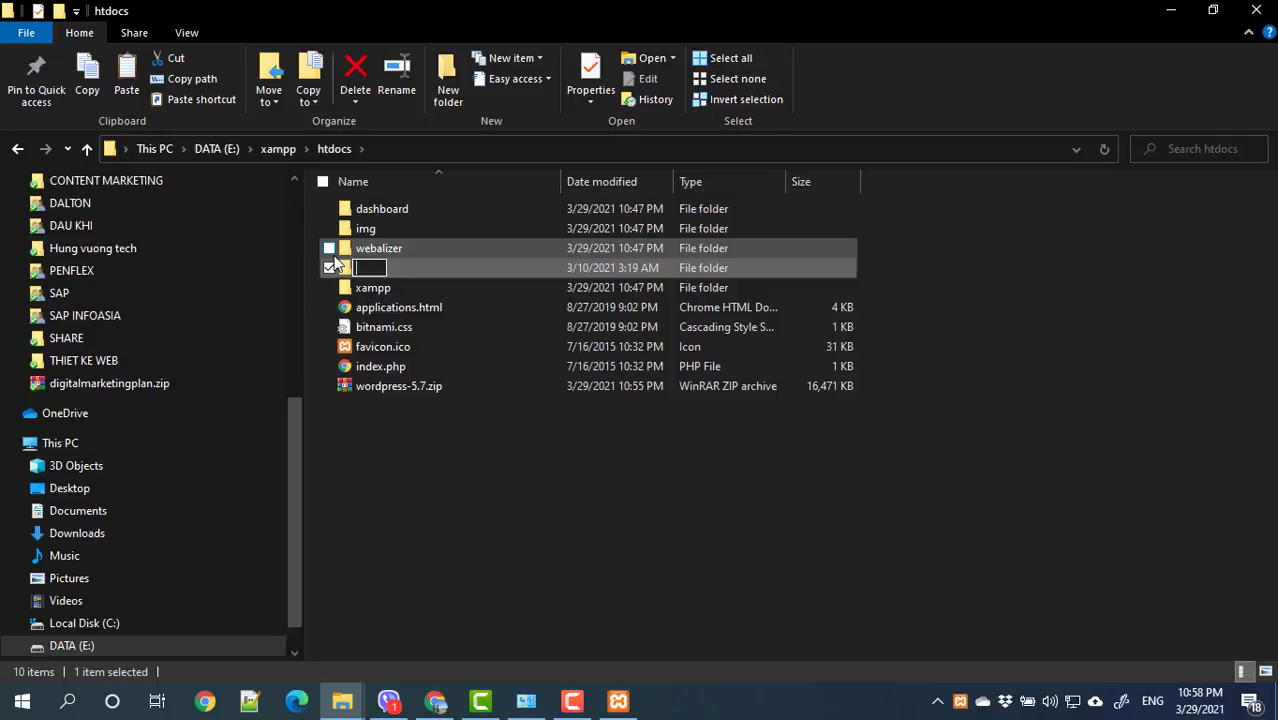 htdocs
File
Home
Share
View
Pin to Quick access
Copy
Paste
Cut
Copy path
Paste shortcut
Clipboard
Move to
Copy to
Delete
Rename
Organize
New folder
New item
Easy access
New
Properties
Open
Edit
History
Open
Select all
Select none
Invert selection
Select
This PC
DATA (E:)
xampp
htdocs
Search htdocs
CONTENT MARKETING
DALTON
DAU KHI
Hung vuong tech
PENFLEX
SAP
SAP INFOASIA
SHARE
THIET KE WEB
digitalmarketingplan.zip
OneDrive
This PC
3D Objects
Desktop
Documents
Downloads
Music
Pictures
Videos
Local Disk (C:)
DATA (E:)
Name Date modified Type Size
dashboard 3/29/2021 10:47 PM File folder
img 3/29/2021 10:47 PM File folder
webalizer 3/29/2021 10:47 PM File folder
3/10/2021 3:19 AM File folder
xampp 3/29/2021 10:47 PM File folder
applications.html 8/27/2019 9:02 PM Chrome HTML Do... 4 KB
bitnami.css 8/27/2019 9:02 PM Cascading Style S... 1 KB
favicon.ico 7/16/2015 10:32 PM Icon 31 KB
index.php 7/16/2015 10:32 PM PHP File 1 KB
wordpress-5.7.zip 3/29/2021 10:55 PM WinRAR ZIP archive 16,471 KB
10 items 1 item selected
1
ENG
10:58 PM
3/29/2021
18